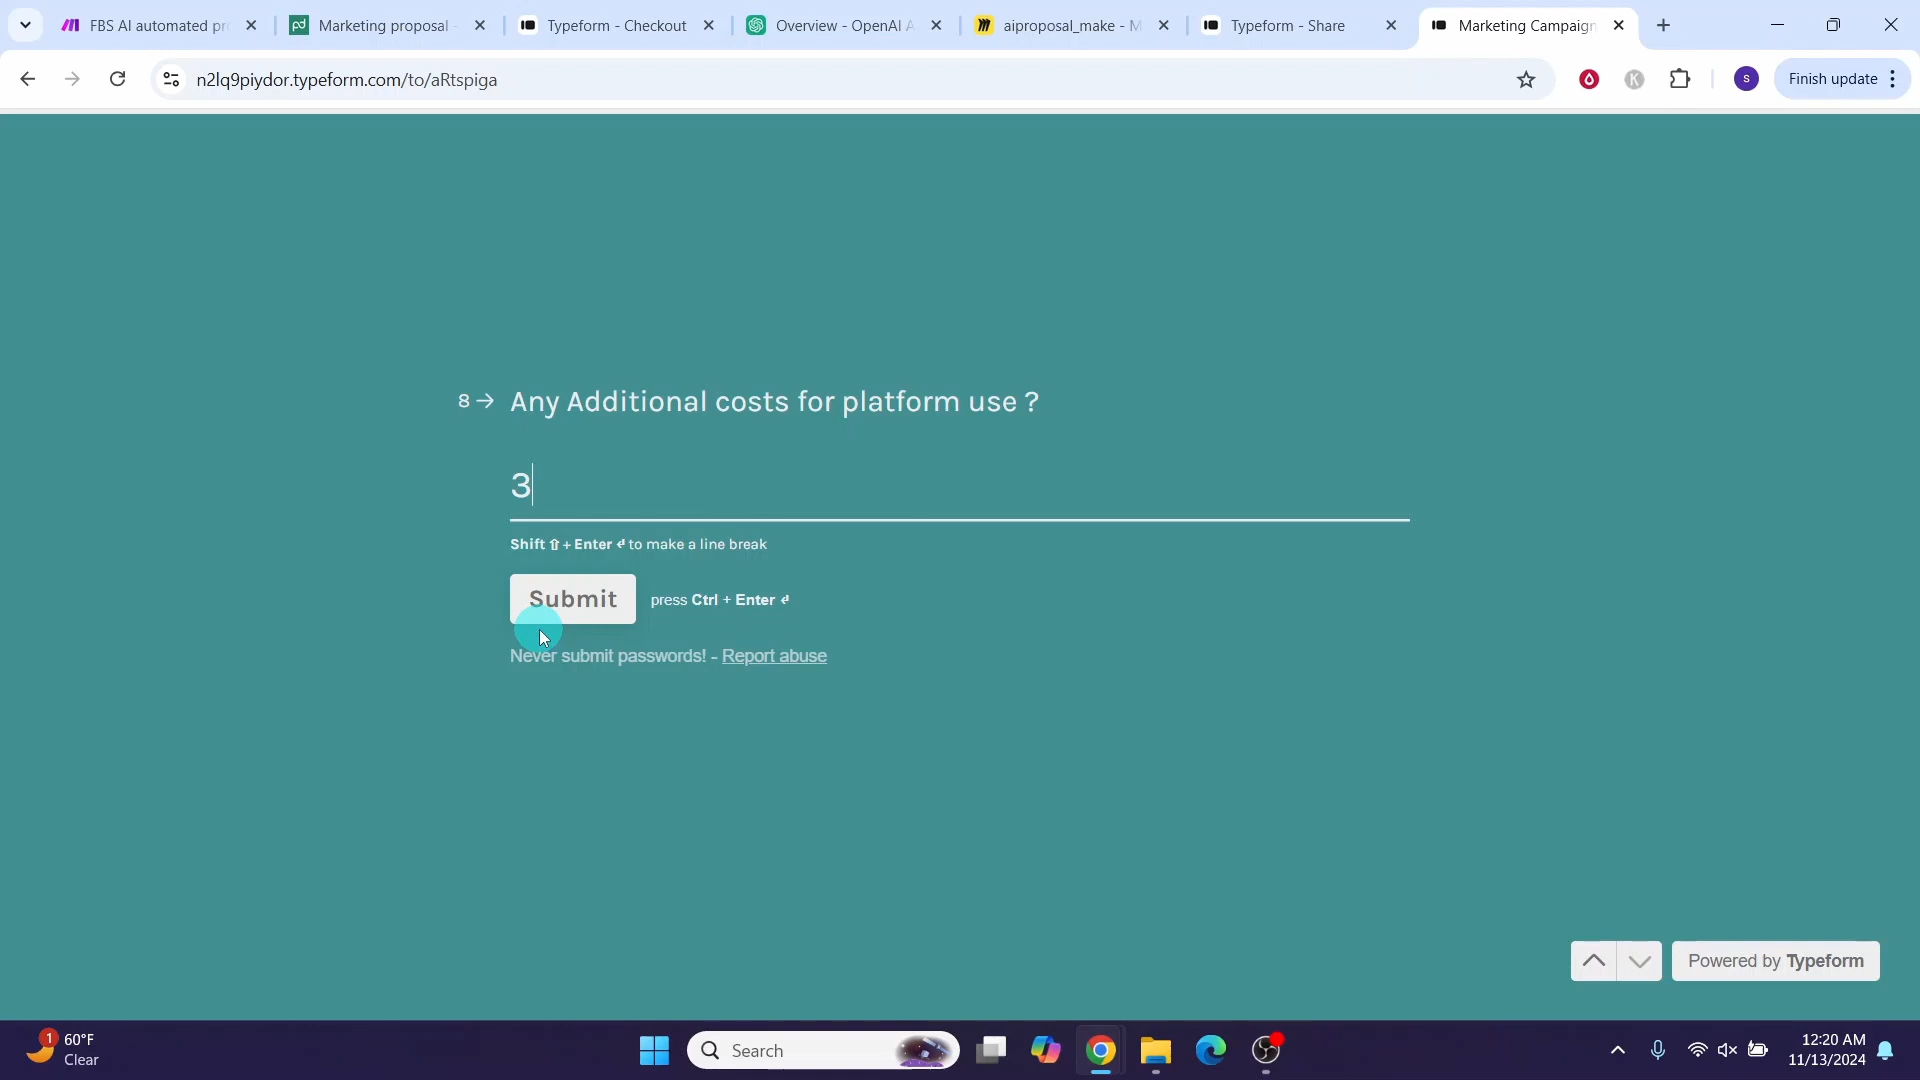 FBS AI automated pr
Marketing proposal -
Typeform - Checkout
Overview - OpenAI A
aiproposal_make - M
Typeform - Share
Marketing Campaign
n2lq9piydor.typeform.com/to/aRtspiga
K
S
Finish update
8 → Any Additional costs for platform use ?
3
Shift ⇧ + Enter ↵ to make a line break
Submit
press Ctrl + Enter ↵
Never submit passwords! - Report abuse
Powered by Typeform
1
60°F
Clear
Search
12:20 AM
11/13/2024